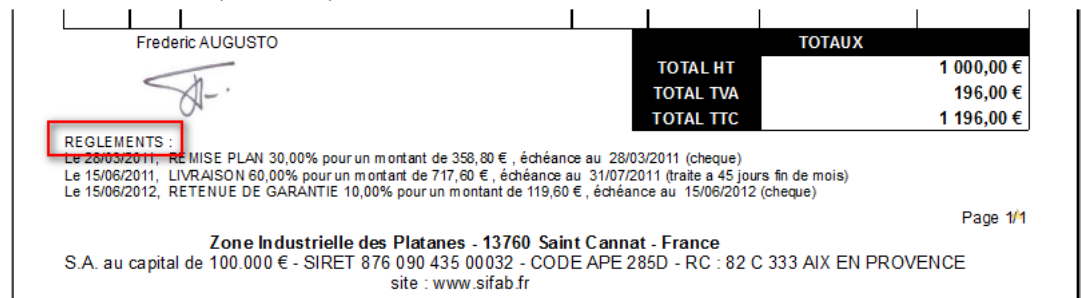 Frederic AUGUSTO
TOTAUX
TOTAL HT 1 000,00 €
TOTAL TVA 196,00 €
TOTAL TTC 1 196,00 €
REGLEMENTS :
Le 28/03/2011, REMISE PLAN 30,00% pour un montant de 358,80 € , échéance au 28/03/2011 (cheque)
Le 15/06/2011, LIVRAISON 60,00% pour un montant de 717,60 € , échéance au 31/07/2011 (traite a 45 jours fin de mois)
Le 15/06/2012, RETENUE DE GARANTIE 10,00% pour un montant de 119,60 € , échéance au 15/06/2012 (cheque)
Page 1/1
Zone Industrielle des Platanes - 13760 Saint Cannat - France
S.A. au capital de 100.000 € - SIRET 876 090 435 00032 - CODE APE 285D - RC : 82 C 333 AIX EN PROVENCE
site : www.sifab.fr